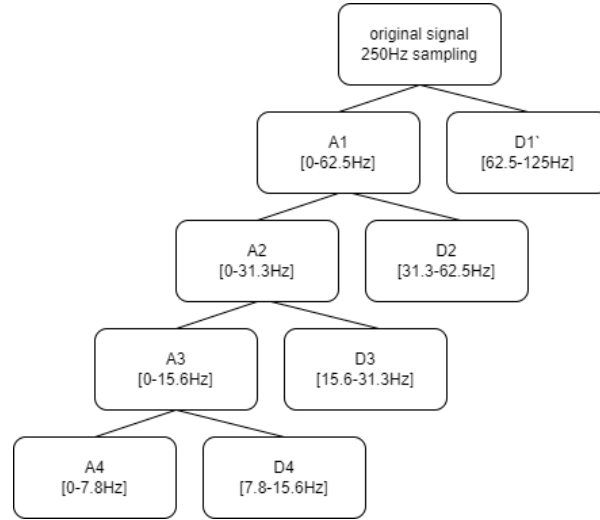 original signal
250Hz sampling
A1
[0-62.5Hz]
D1`
[62.5-125Hz]
A2
[0-31.3Hz]
D2
[31.3-62.5Hz]
A3
[0-15.6Hz]
D3
[15.6-31.3Hz]
A4
[0-7.8Hz]
D4
[7.8-15.6Hz]